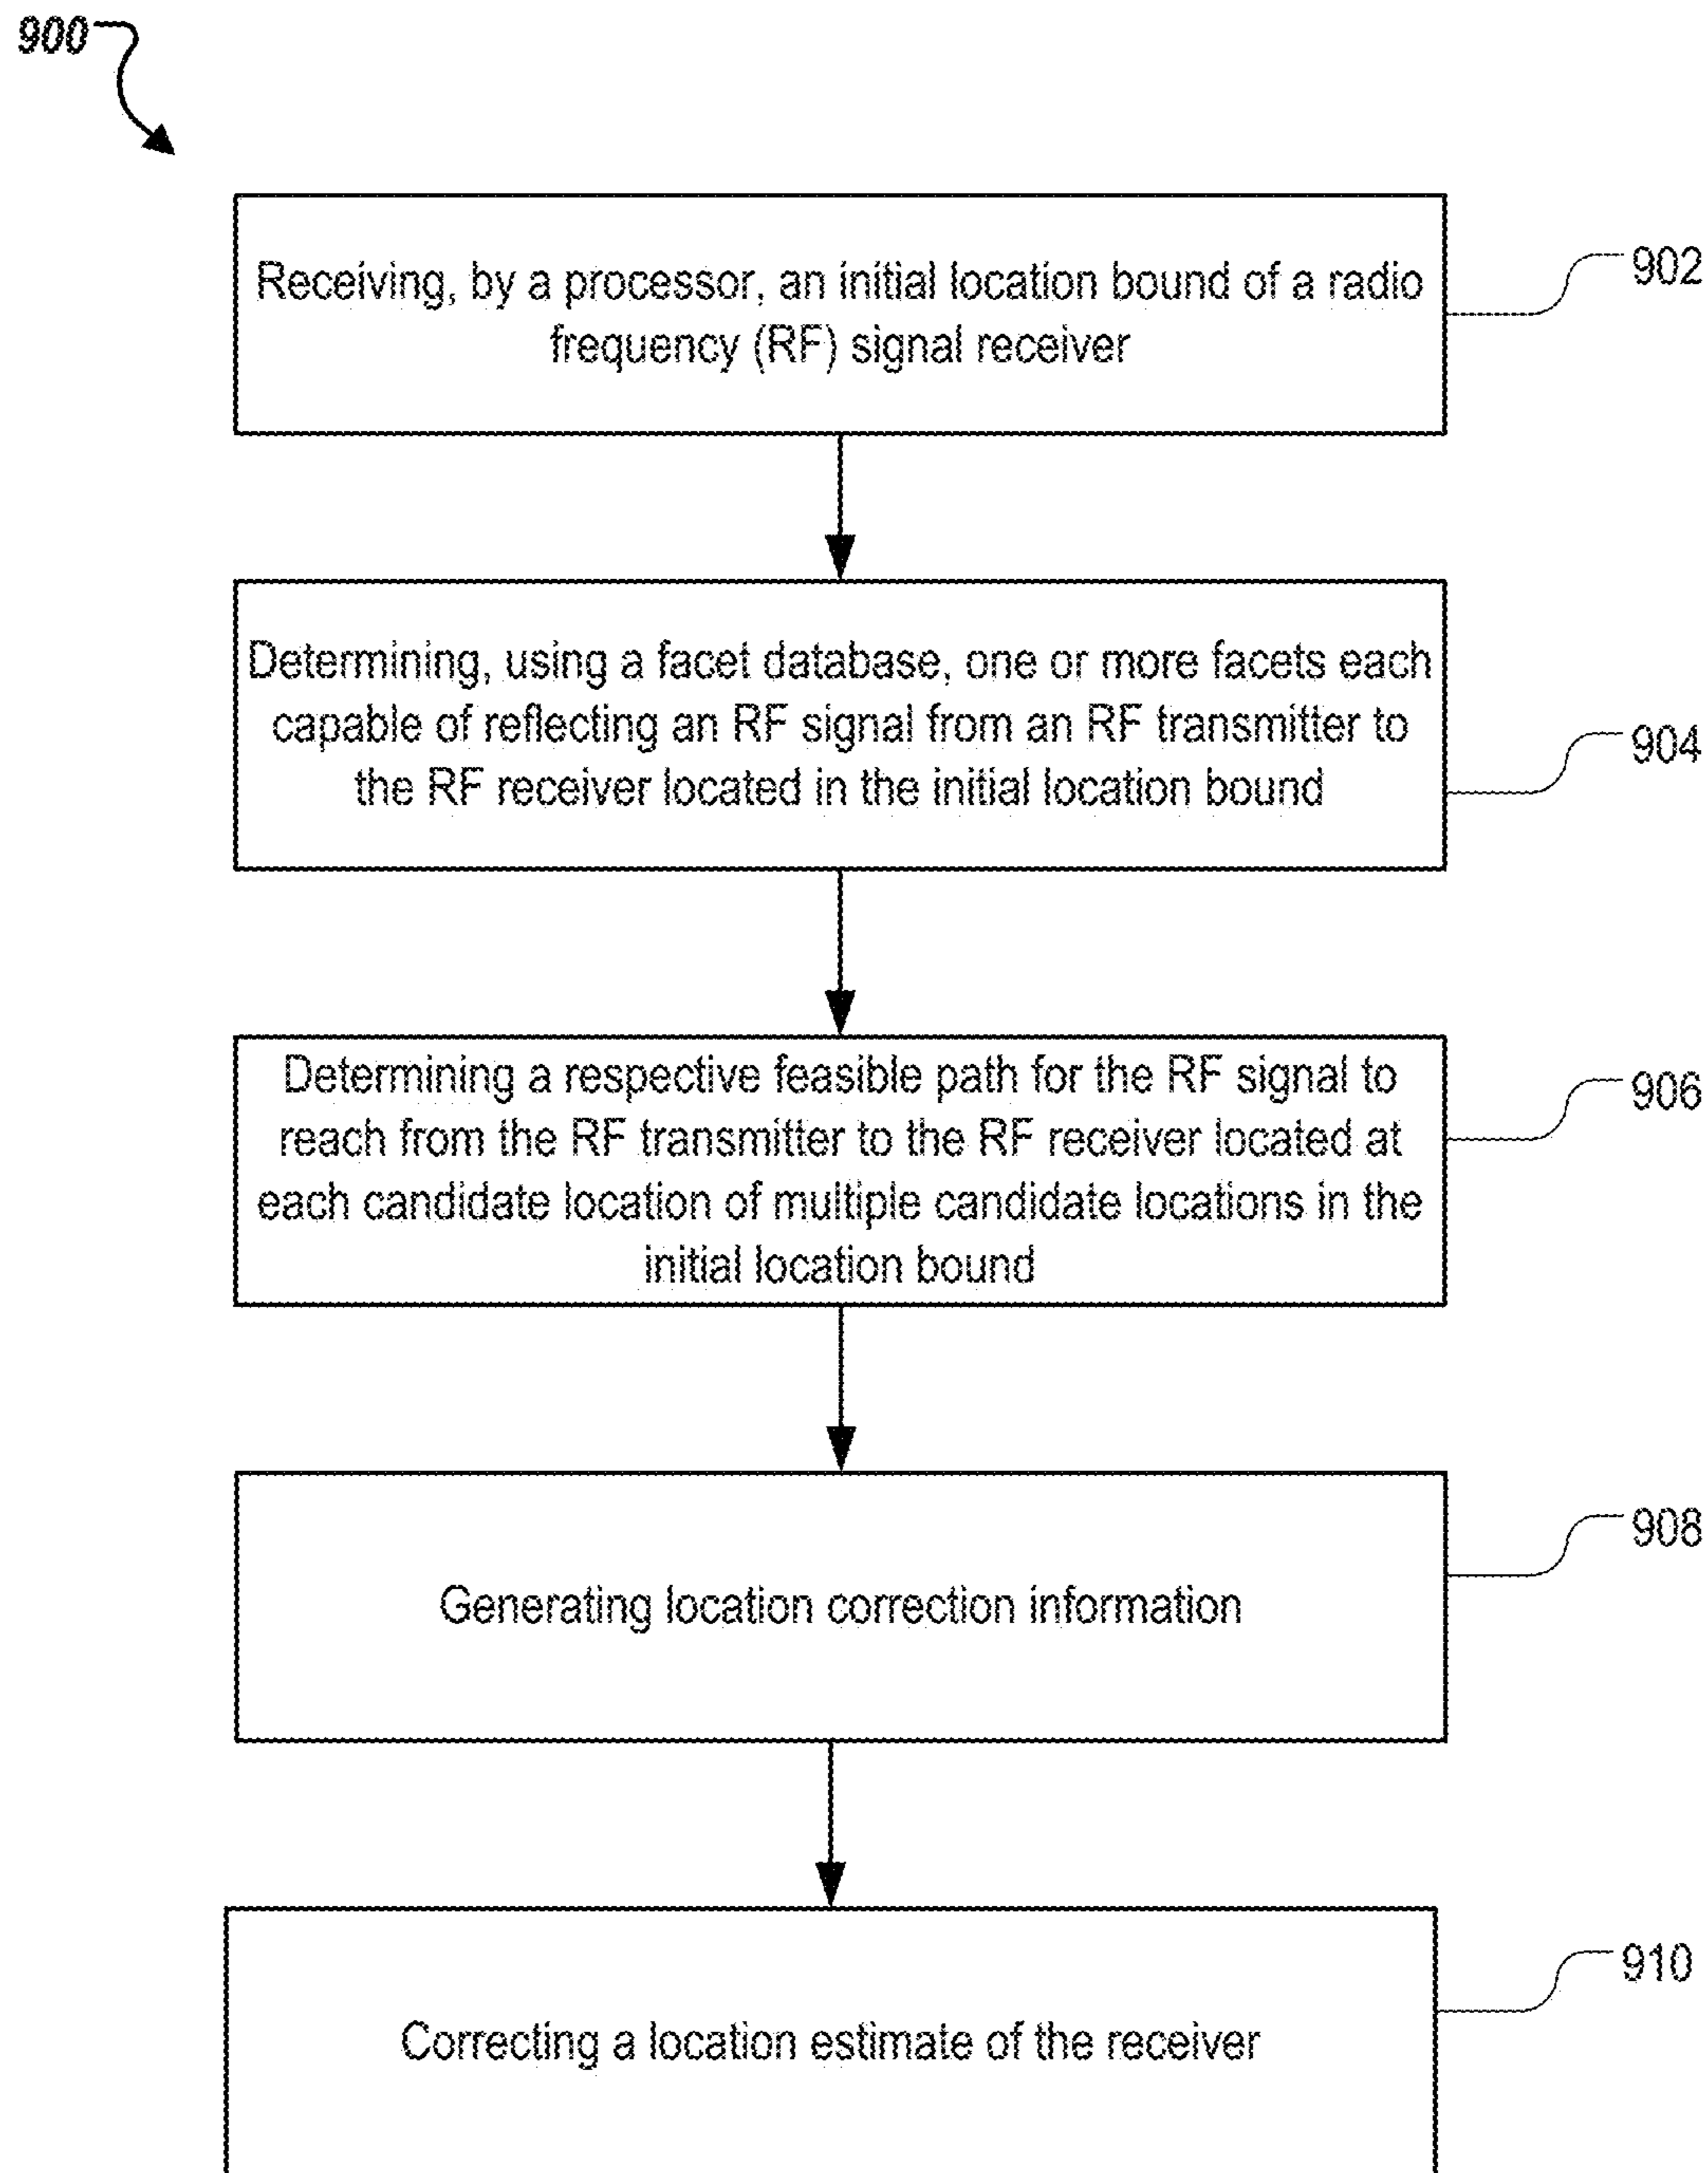 900
Receiving, by a processor, an initial location bound of a radio
frequency (RF) signal receiver
902
Determining, using a facet database, one or more facets each
capable of reflecting an RF signal from an RF transmitter to
the RF receiver located in the initial location bound
904
Determining a respective feasible path for the RF signal to
reach from the RF transmitter to the RF receiver located at
each candidate location of multiple candidate locations in the
initial location bound
906
Generating location correction information
908
Correcting a location estimate of the receiver
910